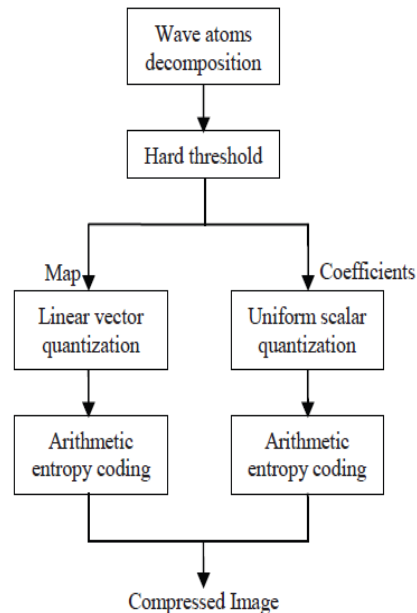 Wave atoms
decomposition
Hard threshold
Map
Coefficients
Linear vector
quantization
Uniform scalar
quantization
Arithmetic
entropy coding
Arithmetic
entropy coding
Compressed Image